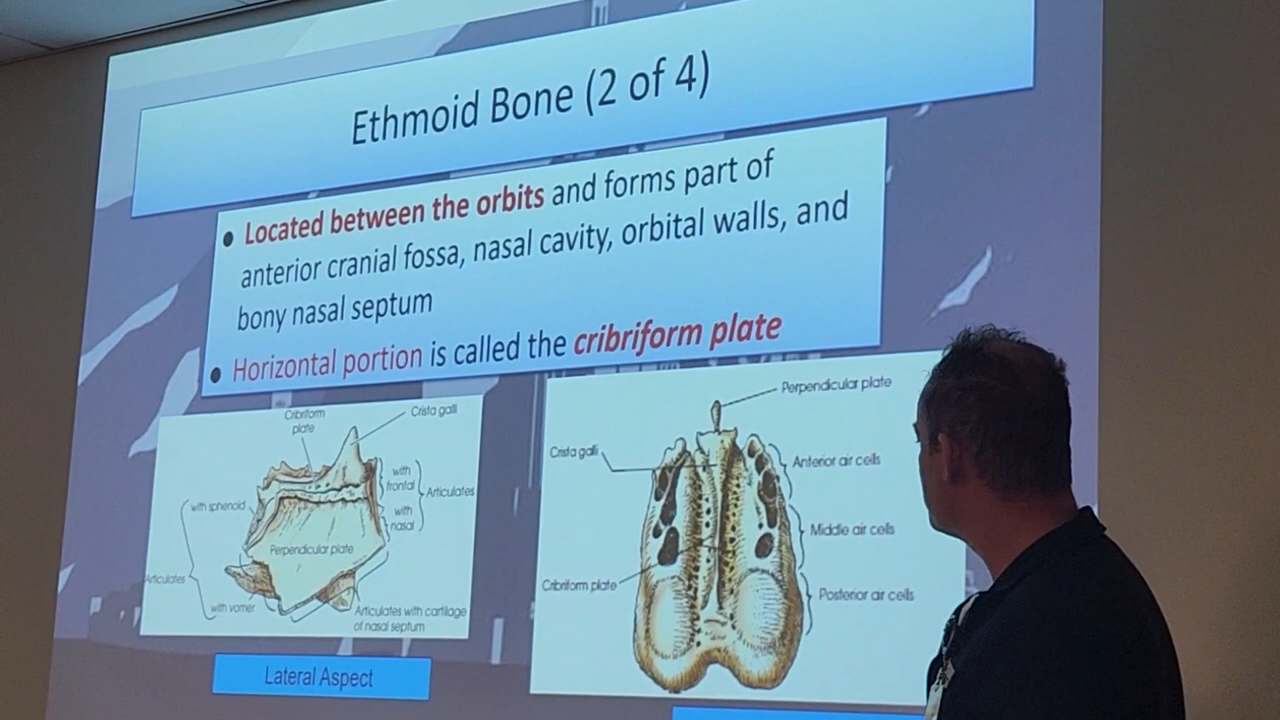 Ethmoid Bone (2 of 4)
● Located between the orbits and forms part of
anterior cranial fossa, nasal cavity, orbital walls, and
bony nasal septum
● Horizontal portion is called the cribriform plate
Cribriform
plate
Crista galli
with
frontal
Articulates
with
nasal
with sphenoid
Perpendicular plate
Articulates
with vomer
Articulates with cartilage
of nasal septum
Lateral Aspect
Perpendicular plate
Crista galli
Anterior air cells
Middle air cells
Cribriform plate
Posterior air cells